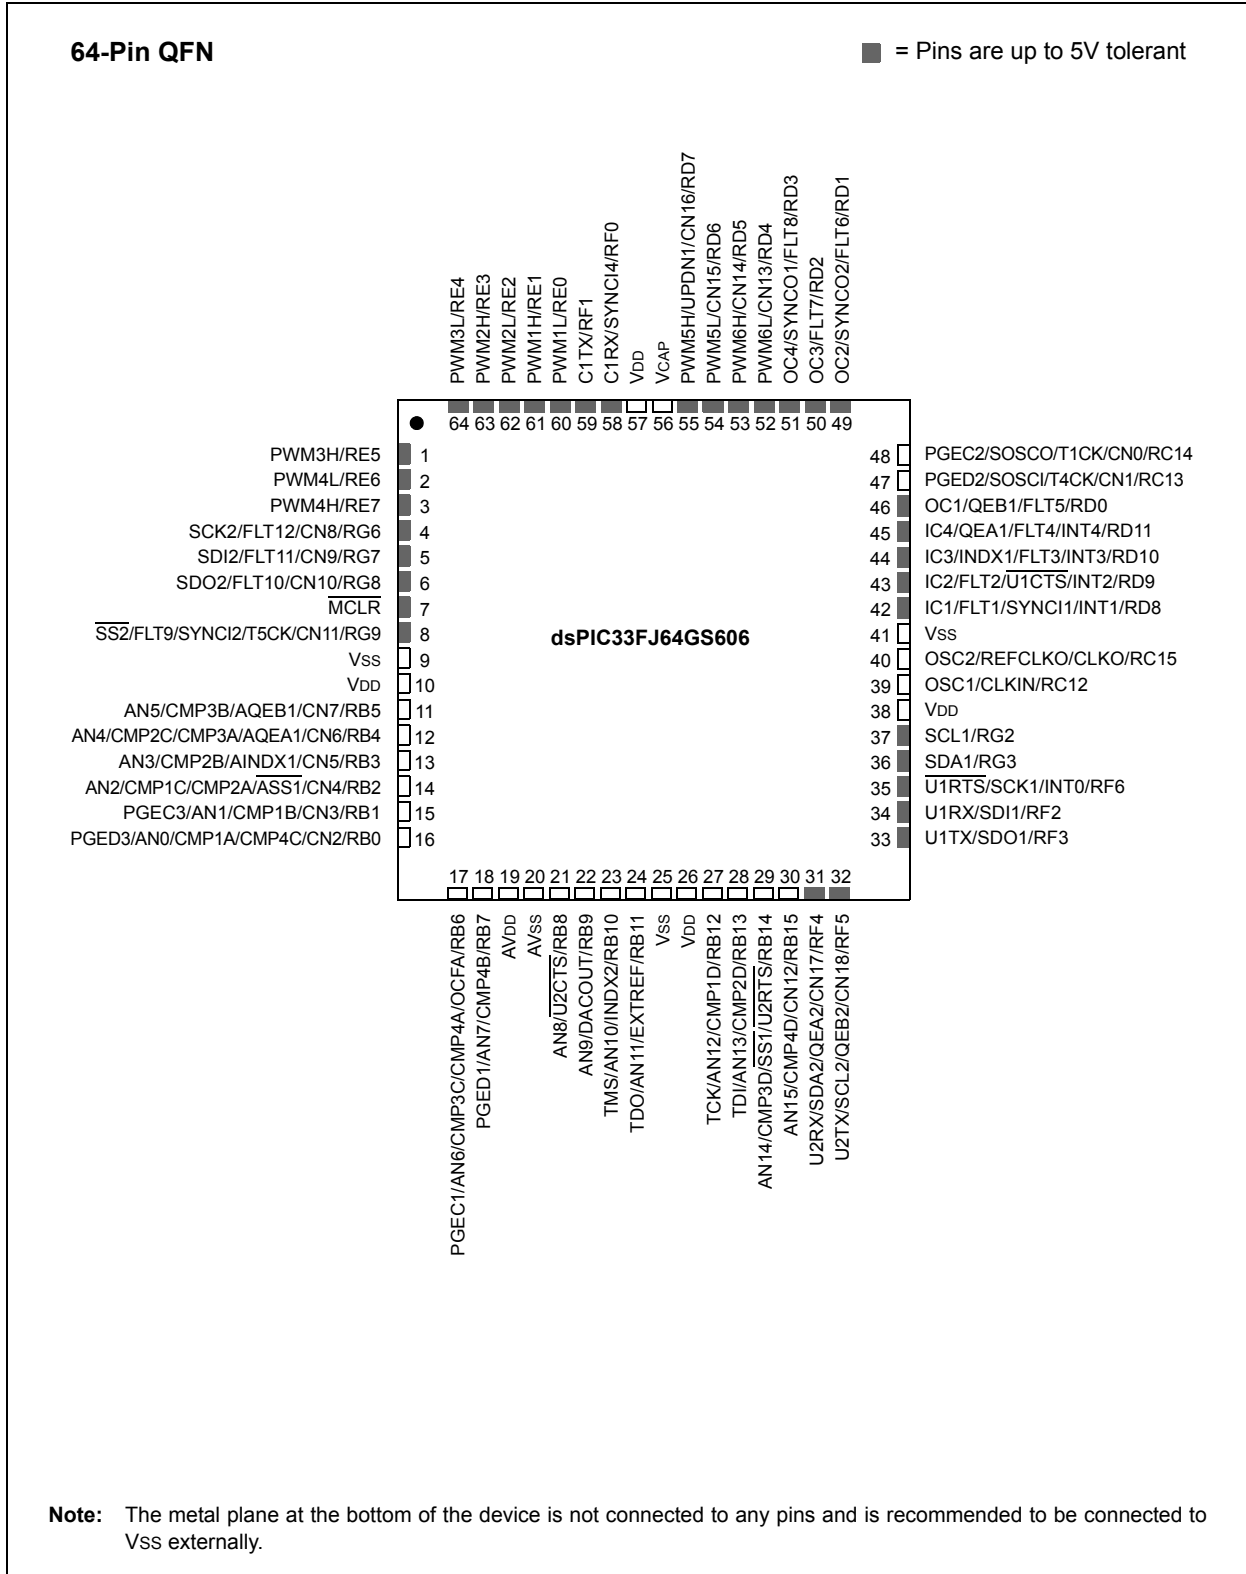 64-Pin QFN
= Pins are up to 5V tolerant
PWM3L/RE4
PWM2H/RE3
PWM2L/RE2
PWM1H/RE1
PWM1L/RE0
C1TX/RF1
C1RX/SYNCI4/RF0
VDD
VCAP
PWM5H/UPDN1/CN16/RD7
PWM5L/CN15/RD6
PWM6H/CN14/RD5
PWM6L/CN13/RD4
OC4/SYNCO1/FLT8/RD3
OC3/FLT7/RD2
OC2/SYNCO2/FLT6/RD1
64 63 62 61 60 59 58 57 56 55 54 53 52 51 50 49
PWM3H/RE5 1
PWM4L/RE6 2
PWM4H/RE7 3
SCK2/FLT12/CN8/RG6 4
SDI2/FLT11/CN9/RG7 5
SDO2/FLT10/CN10/RG8 6
MCLR 7
SS2/FLT9/SYNCI2/T5CK/CN11/RG9 8
VSS 9
VDD 10
AN5/CMP3B/AQEB1/CN7/RB5 11
AN4/CMP2C/CMP3A/AQEA1/CN6/RB4 12
AN3/CMP2B/AINDX1/CN5/RB3 13
AN2/CMP1C/CMP2A/ASS1/CN4/RB2 14
PGEC3/AN1/CMP1B/CN3/RB1 15
PGED3/AN0/CMP1A/CMP4C/CN2/RB0 16
dsPIC33FJ64GS606
48 PGEC2/SOSCO/T1CK/CN0/RC14
47 PGED2/SOSCI/T4CK/CN1/RC13
46 OC1/QEB1/FLT5/RD0
45 IC4/QEA1/FLT4/INT4/RD11
44 IC3/INDX1/FLT3/INT3/RD10
43 IC2/FLT2/U1CTS/INT2/RD9
42 IC1/FLT1/SYNCI1/INT1/RD8
41 VSS
40 OSC2/REFCLKO/CLKO/RC15
39 OSC1/CLKIN/RC12
38 VDD
37 SCL1/RG2
36 SDA1/RG3
35 U1RTS/SCK1/INT0/RF6
34 U1RX/SDI1/RF2
33 U1TX/SDO1/RF3
17 18 19 20 21 22 23 24 25 26 27 28 29 30 31 32
PGEC1/AN6/CMP3C/CMP4A/OCFA/RB6
PGED1/AN7/CMP4B/RB7
AVDD
AVSS
AN8/U2CTS/RB8
AN9/DACOUT/RB9
TMS/AN10/INDX2/RB10
TDO/AN11/EXTREF/RB11
VSS
VDD
TCK/AN12/CMP1D/RB12
TDI/AN13/CMP2D/RB13
AN14/CMP3D/SS1/U2RTS/RB14
AN15/CMP4D/CN12/RB15
U2RX/SDA2/QEA2/CN17/RF4
U2TX/SCL2/QEB2/CN18/RF5
Note: The metal plane at the bottom of the device is not connected to any pins and is recommended to be connected to
VSS externally.